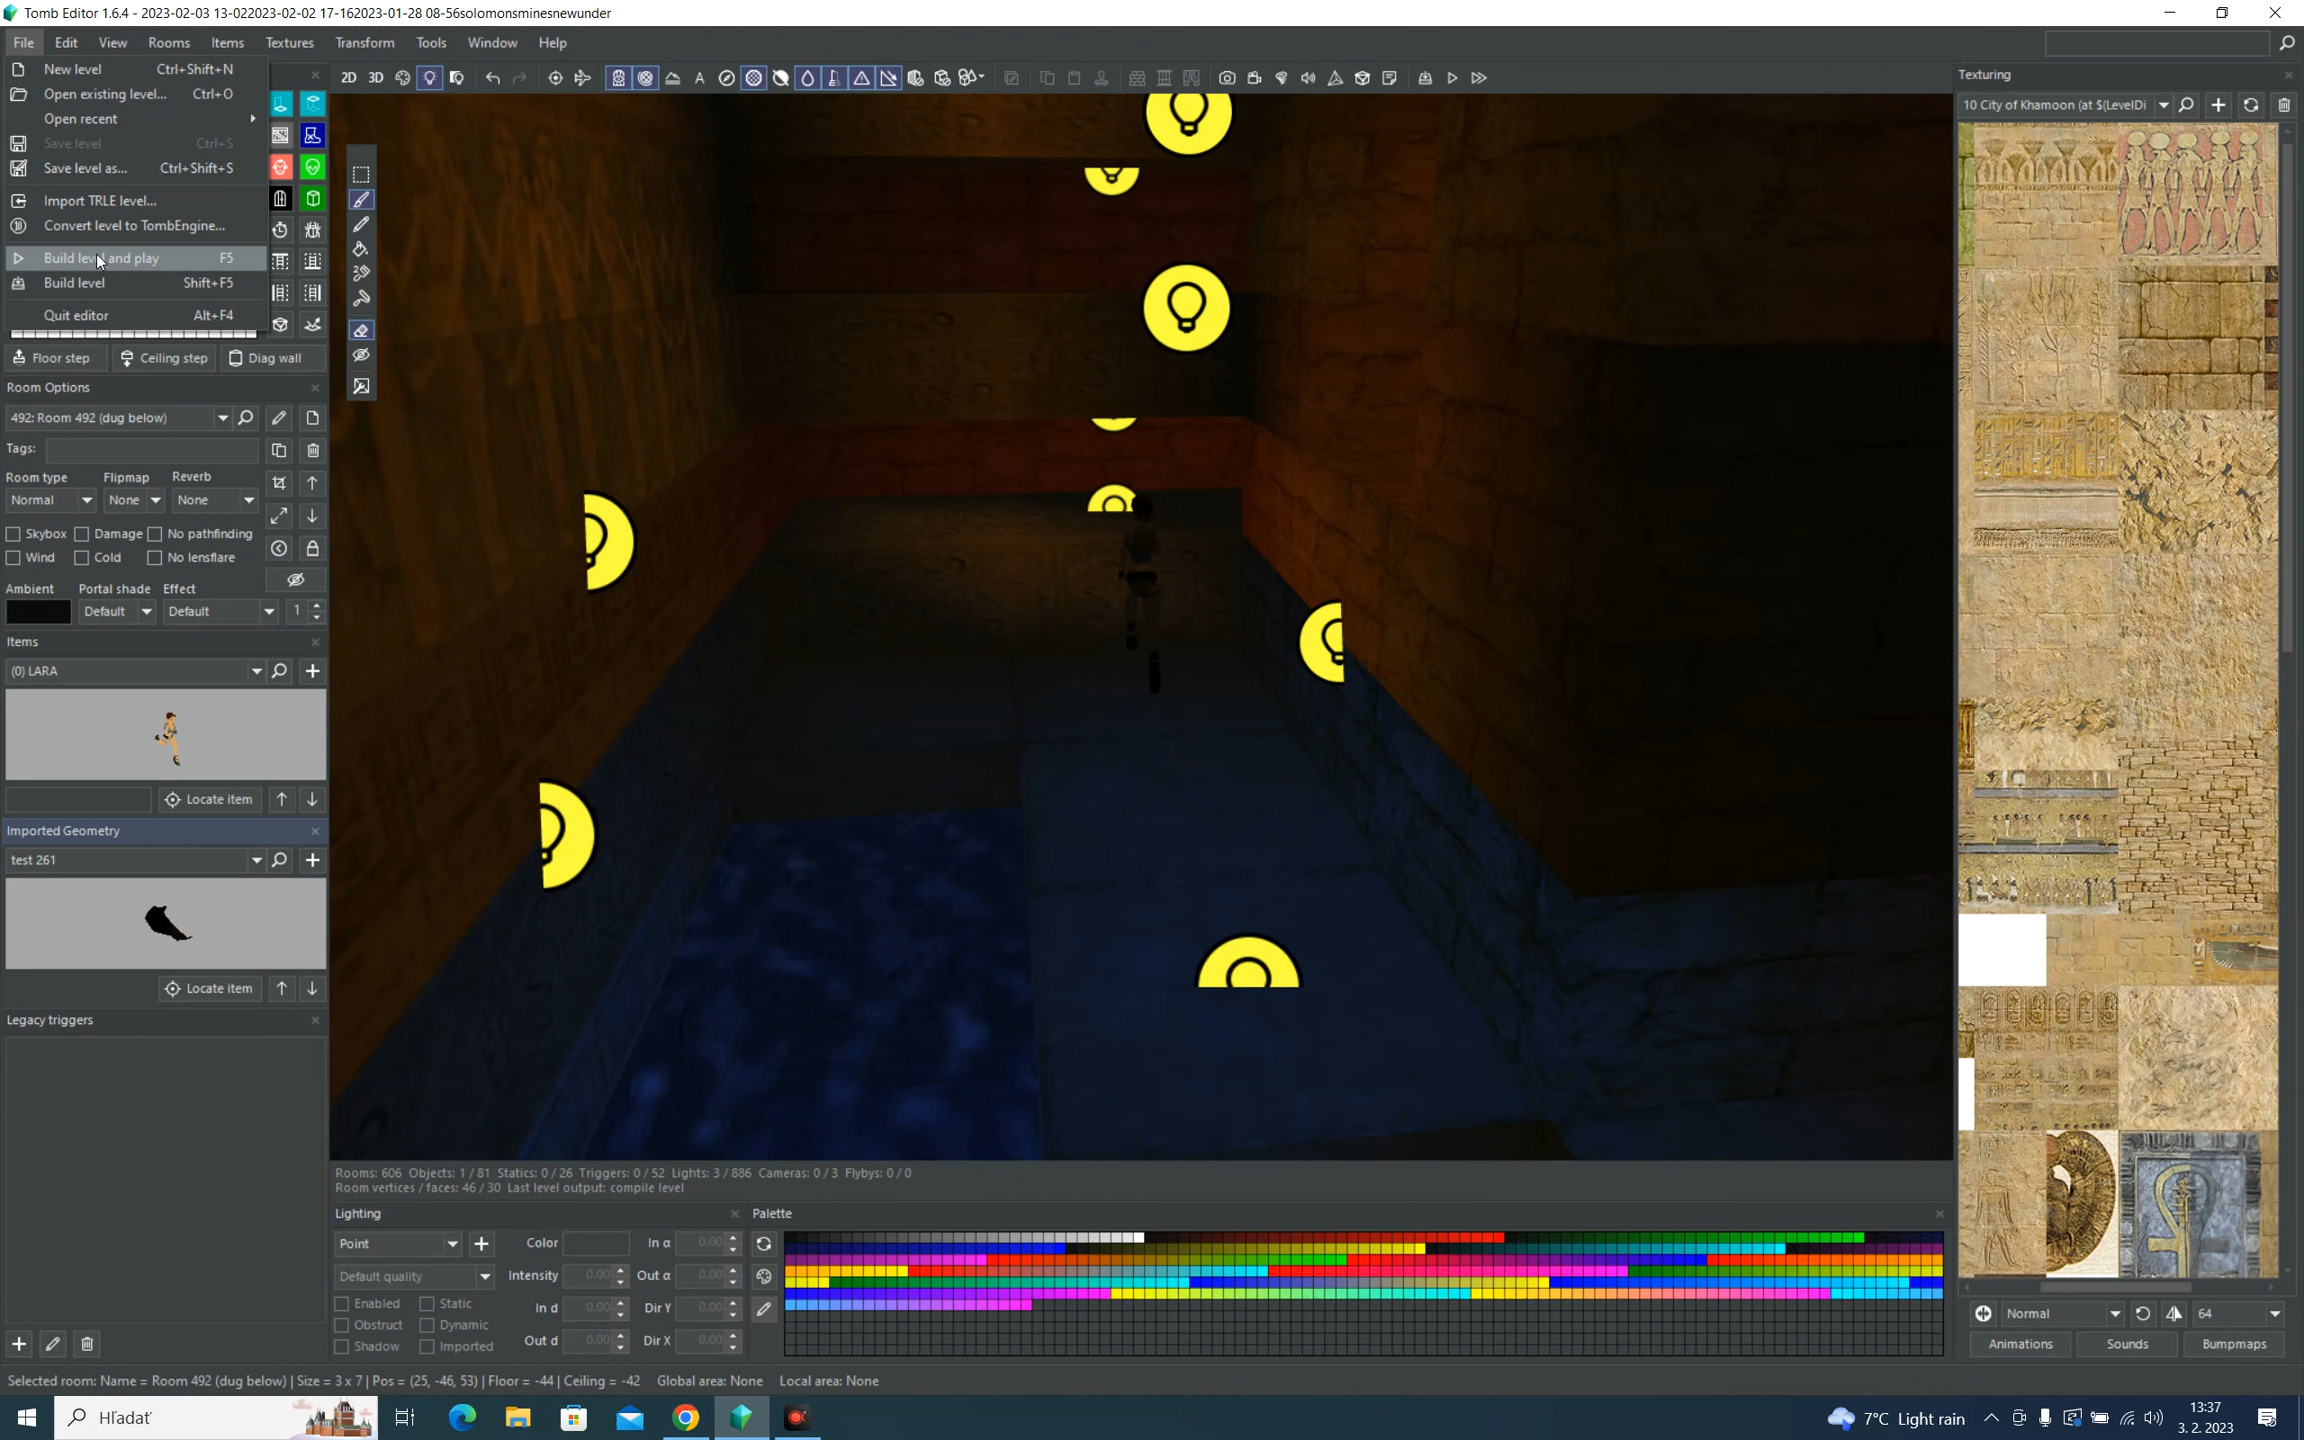 Tomb Editor 1.6.4 - 2023-02-03 13-022023-02-02 17-162023-01-28 08-56solomonsminesnewunder
File Edit View Rooms Items Textures Transform Tools Window Help
New level Ctrl+Shift+N
Open existing level... Ctrl+O
Open recent
Save level Ctrl+S
Save level as... Ctrl+Shift+S
Import TRLE level...
Convert level to TombEngine...
Build level and play F5
Build level Shift+F5
Quit editor Alt+F4
2D 3D
Floor step Ceiling step Diag wall
Room Options
492: Room 492 (dug below)
Tags:
Room type Flipmap Reverb
Normal None None
Skybox Damage No pathfinding
Wind Cold No lensflare
Ambient Portal shade Effect
Default Default 1
Items
(0) LARA
Locate item
Imported Geometry
test 261
Locate item
Legacy triggers
Rooms: 606 Objects: 1 / 81 Statics: 0 / 26 Triggers: 0 / 52 Lights: 3 / 886 Cameras: 0 / 3 Flybys: 0 / 0
Room vertices / faces: 46 / 30 Last level output: compile level
Lighting
Point Color In α 0.00
Default quality Intensity 0.00 Out α 0.00
Enabled Static In d 0.00 Dir Y 0.00
Obstruct Dynamic
Shadow Imported Out d 0.00 Dir X 0.00
Palette
Texturing
10 City of Khamoon (at $(LevelDi
Normal 64
Animations Sounds Bumpmaps
Selected room: Name = Room 492 (dug below) | Size = 3 x 7 | Pos = (25, -46, 53) | Floor = -44 | Ceiling = -42 Global area: None Local area: None
Hľadať
7°C Light rain
13:37
3. 2. 2023